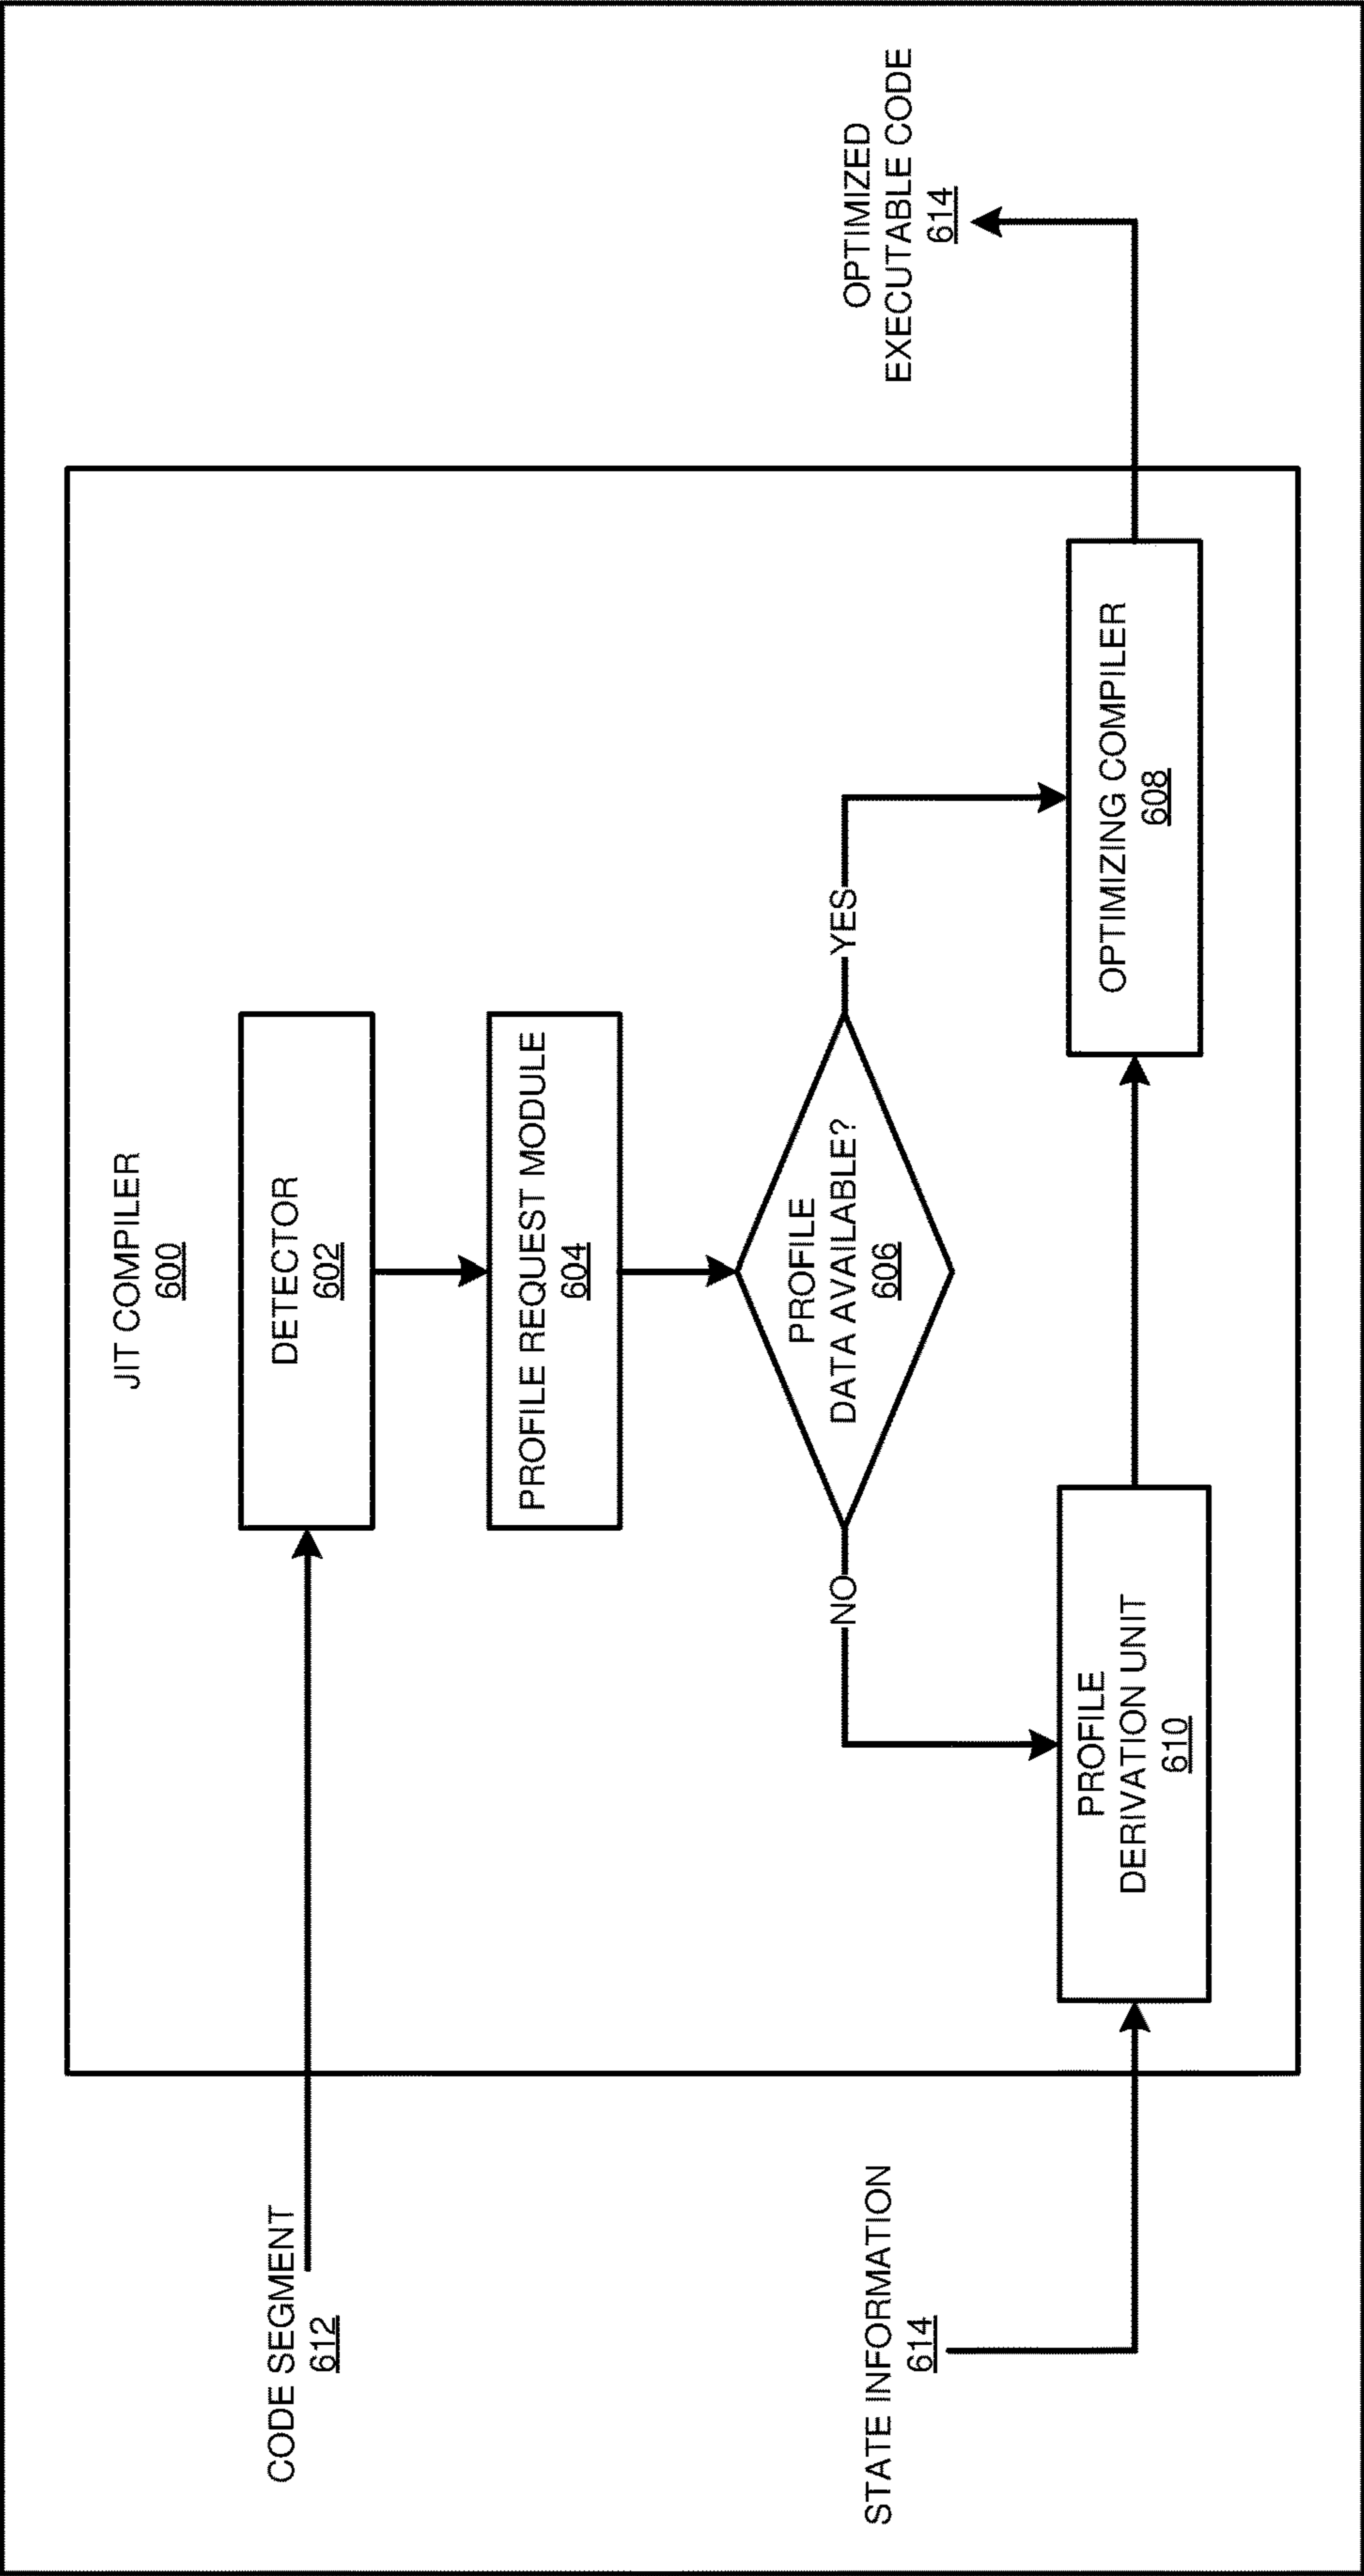 JIT COMPILER
600
CODE SEGMENT
612
DETECTOR
602
PROFILE REQUEST MODULE
604
PROFILE
DATA AVAILABLE?
606
NO
YES
STATE INFORMATION
614
PROFILE
DERIVATION UNIT
610
OPTIMIZING COMPILER
608
OPTIMIZED
EXECUTABLE CODE
614